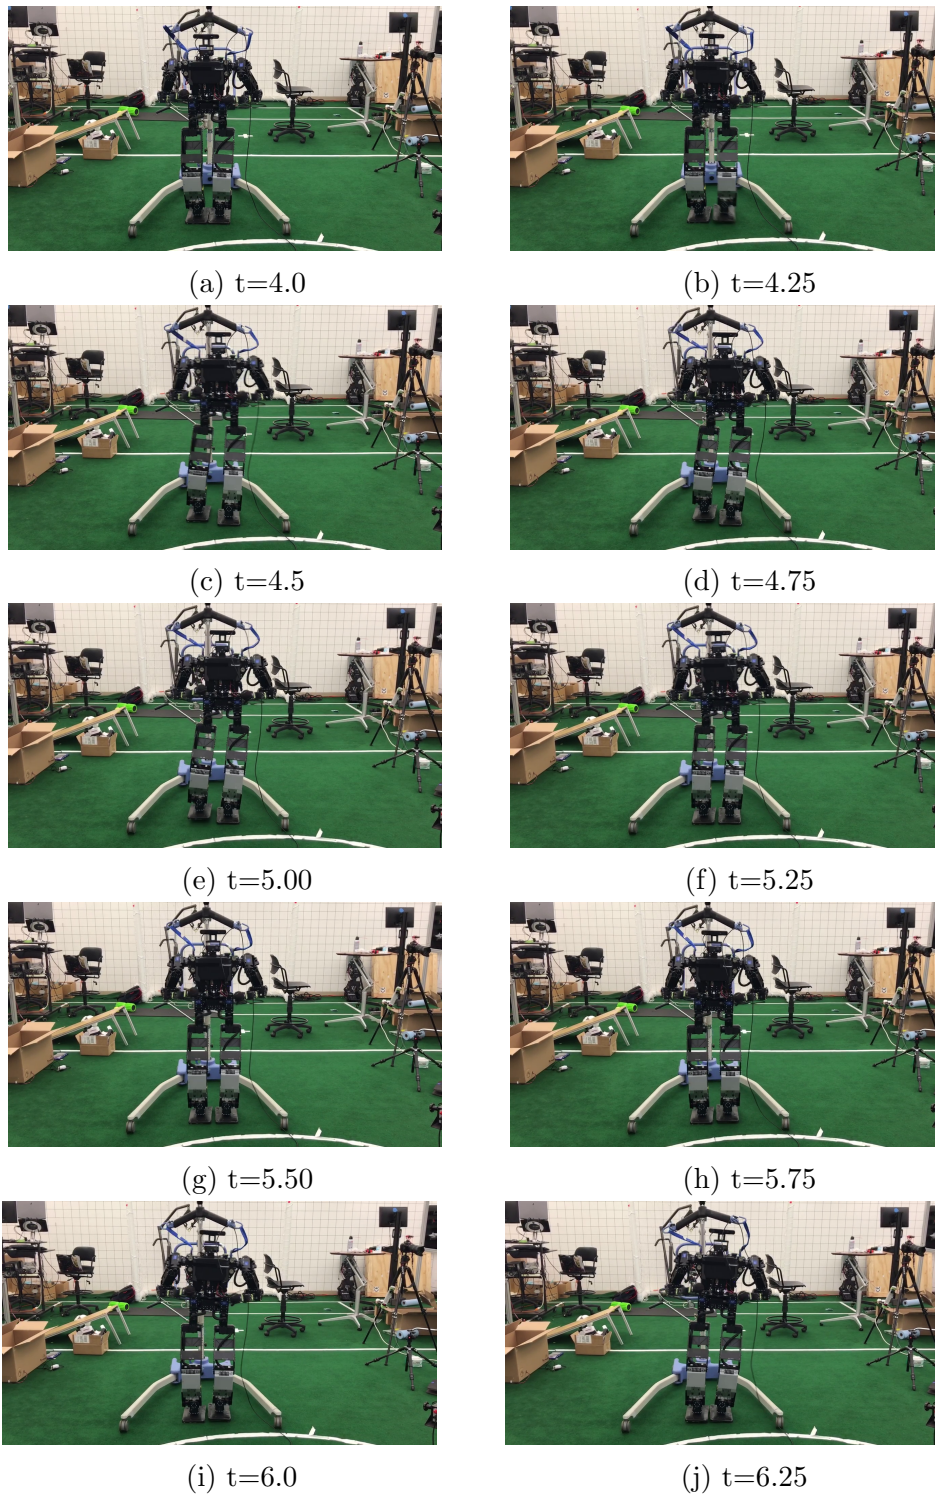 (a) t=4.0
(b) t=4.25
(c) t=4.5
(d) t=4.75
(e) t=5.00
(f) t=5.25
(g) t=5.50
(h) t=5.75
(i) t=6.0
(j) t=6.25